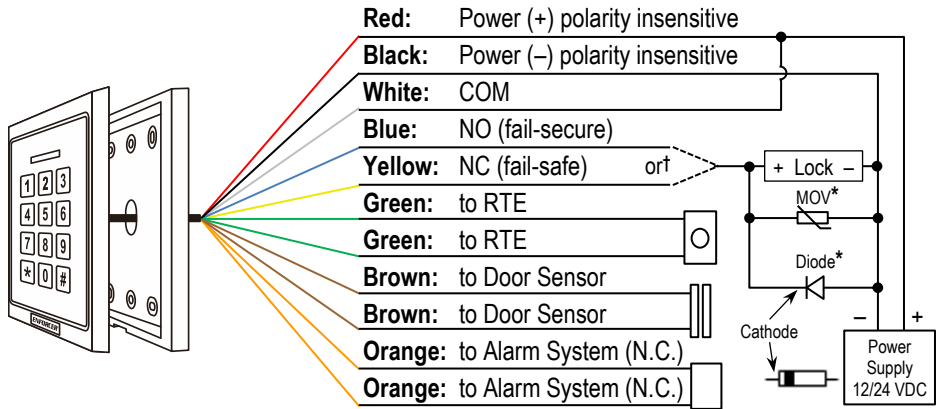 Red: Power (+) polarity insensitive
Black: Power (–) polarity insensitive
White: COM
Blue: NO (fail-secure)
Yellow: NC (fail-safe) or†
Green: to RTE
Green: to RTE
Brown: to Door Sensor
Brown: to Door Sensor
Orange: to Alarm System (N.C.)
Orange: to Alarm System (N.C.)
1 2 3
4 5 6
7 8 9
* 0 #
ENFORCER
+ Lock –
MOV*
Diode*
Cathode
– +
Power
Supply
12/24 VDC